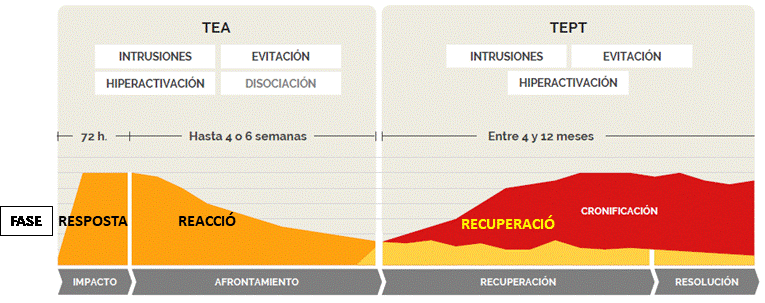 TEA
TEPT
INTRUSIONES
EVITACIÓN
HIPERACTIVACIÓN
DISOCIACIÓN
INTRUSIONES
EVITACIÓN
HIPERACTIVACIÓN
72 h.
Hasta 4 o 6 semanas
Entre 4 y 12 meses
FASE
RESPOSTA
REACCIÓ
RECUPERACIÓ
CRONIFICACIÓN
IMPACTO
AFRONTAMIENTO
RECUPERACIÓN
RESOLUCIÓN